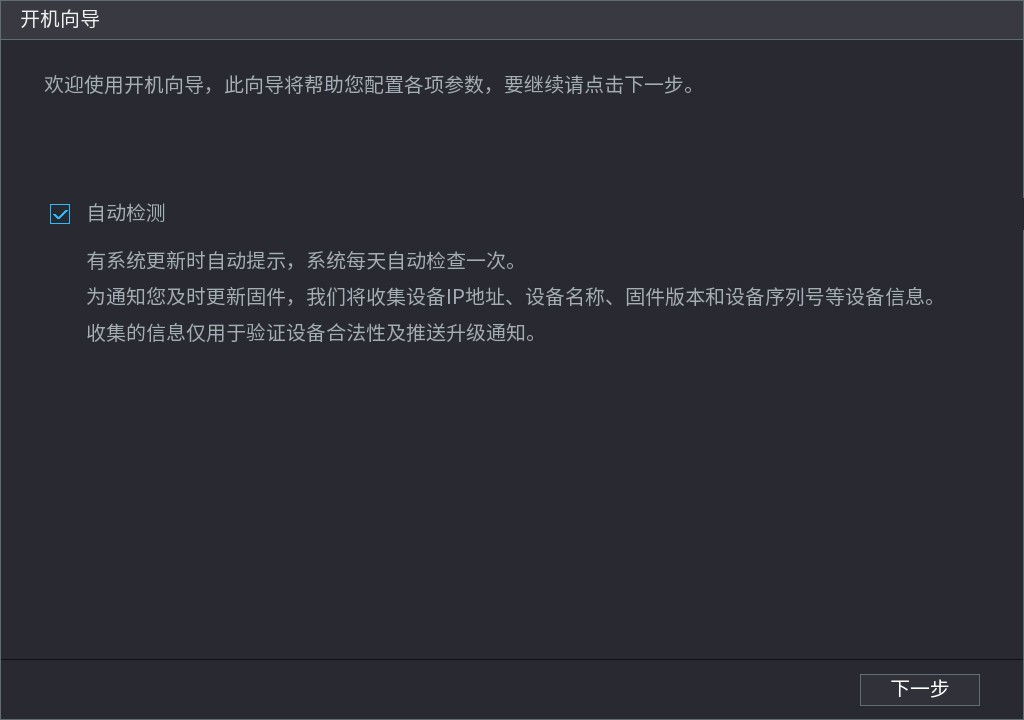 开机向导
欢迎使用开机向导，此向导将帮助您配置各项参数，要继续请点击下一步。
自动检测
有系统更新时自动提示，系统每天自动检查一次。
为通知您及时更新固件，我们将收集设备IP地址、设备名称、固件版本和设备序列号等设备信息。
收集的信息仅用于验证设备合法性及推送升级通知。
下一步